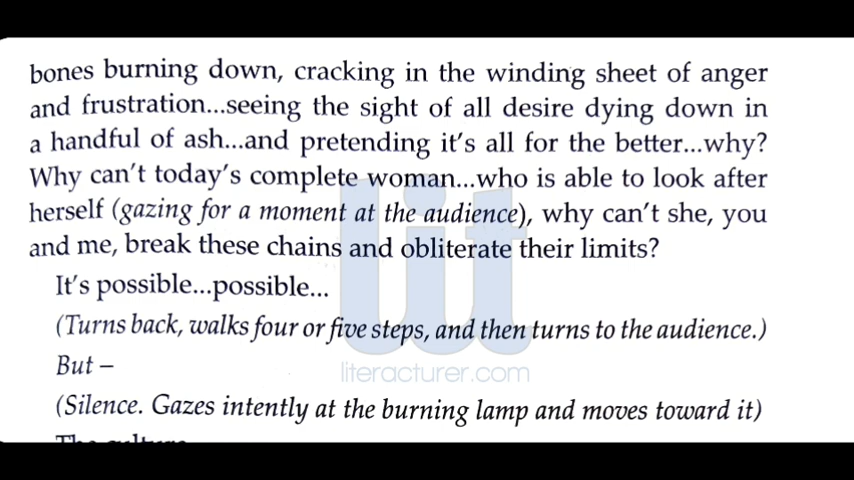 bones burning down, cracking in the winding sheet of anger
and frustration...seeing the sight of all desire dying down in
a handful of ash...and pretending it's all for the better...why?
Why can't today's complete woman...who is able to look after
herself (gazing for a moment at the audience), why can't she, you
and me, break these chains and obliterate their limits?
It's possible...possible...
(Turns back, walks four or five steps, and then turns to the audience.)
But –
lit
literacturer.com
(Silence. Gazes intently at the burning lamp and moves toward it)
The culture